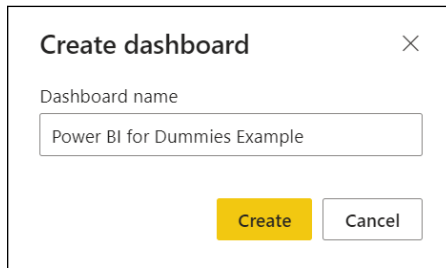 Create dashboard
Dashboard name
Power BI for Dummies Example
Create Cancel